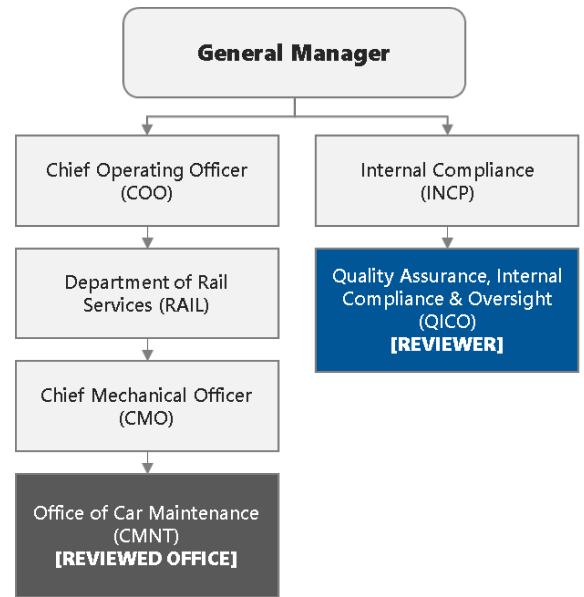 General Manager
Chief Operating Officer
(COO)
Internal Compliance
(INCP)
Department of Rail
Services (RAIL)
Quality Assurance, Internal
Compliance & Oversight
(QICO)
[REVIEWER]
Chief Mechanical Officer
(CMO)
Office of Car Maintenance
(CMNT)
[REVIEWED OFFICE]